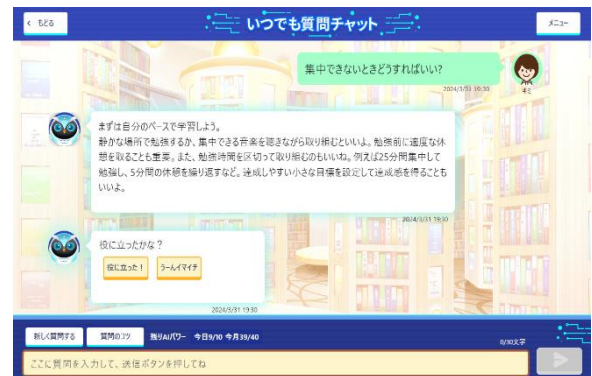 < もどる
いつでも質問チャット
メニュー
集中できないときどうすればいい?
2024/3/31 19:30
キミ
まずは自分のペースで学習しよう。
静かな場所で勉強するか、集中できる音楽を聴きながら取り組むといいよ。勉強前に適度な休
憩を取ることも重要。また、勉強時間を区切って取り組むのもいいね。例えば25分間集中して
勉強し、5分間の休憩を繰り返すなど。達成しやすい小さな目標を設定して達成感を得ることも
いいよ。
2024/3/31 19:30
役に立ったかな?
役に立った!
うーんイマイチ
2024/3/31 19:30
新しく質問する
質問のコツ
残りAIパワー 今日9/10 今月39/40
0/30文字
ここに質問を入力して、送信ボタンを押してね